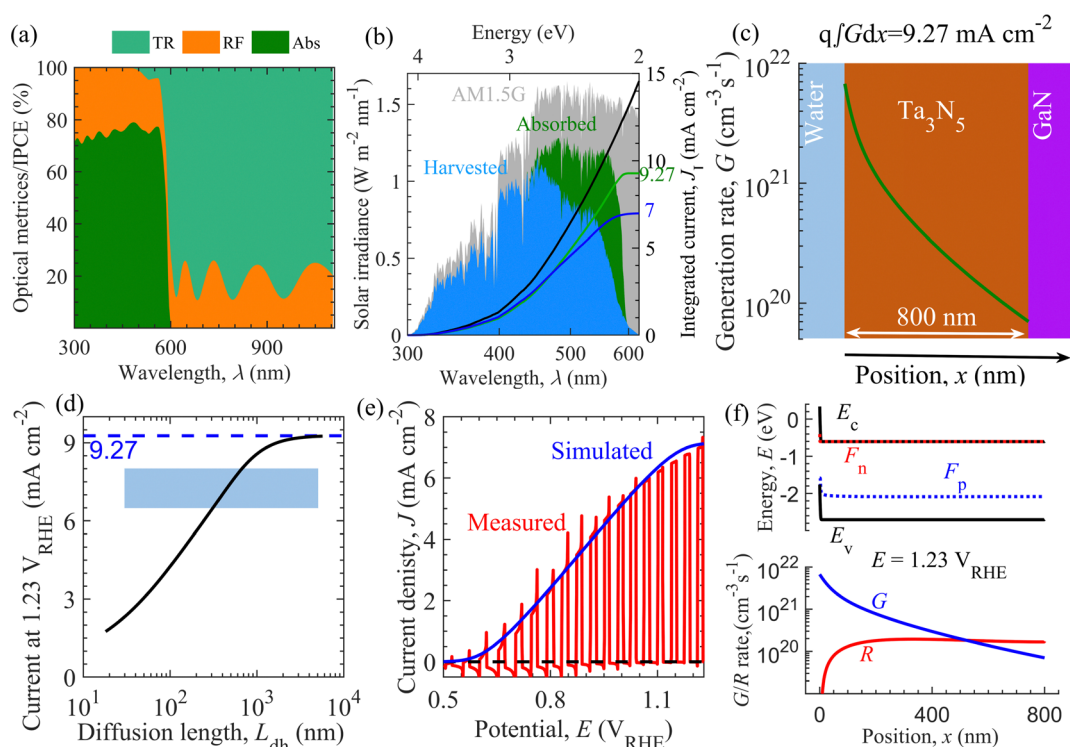 (a)
TR RF Abs
Optical metrices/IPCE (%)
100
80
60
40
20
300 600 900
Wavelength, λ (nm)
(b)
Energy (eV)
4 3 2
Solar irradiance (W m⁻² nm⁻¹)
1.5
1
0.5
0
AM1.5G
Absorbed
Harvested
9.27
7
15
10
5
0
Integrated current, J_I (mA cm⁻²)
300 400 500 600
Wavelength, λ (nm)
(c)
q∫Gdx=9.27 mA cm⁻²
Generation rate, G (cm⁻³ s⁻¹)
10²²
10²¹
10²⁰
Water
Ta₃N₅
GaN
800 nm
Position, x (nm)
(d)
Current at 1.23 V_RHE (mA cm⁻²)
9
6
3
0
9.27
10¹ 10² 10³ 10⁴
Diffusion length, L_dh (nm)
(e)
Current density, J (mA cm⁻²)
8
6
4
2
0
Simulated
Measured
0.5 0.8 1.1
Potential, E (V_RHE)
(f)
Energy, E (eV)
0
-1
-2
E_c
F_n
F_p
E_v
E = 1.23 V_RHE
G/R rate,(cm⁻³s⁻¹)
10²²
10²¹
10²⁰
G
R
0 400 800
Position, x (nm)